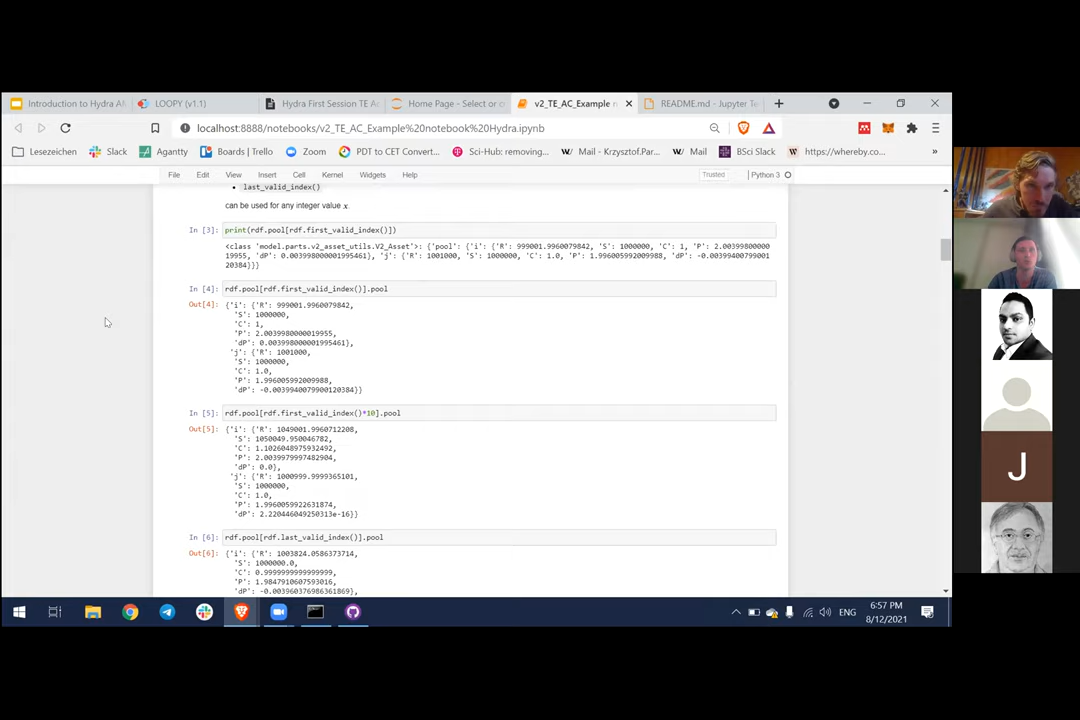 Introduction to Hydra A
LOOPY (v1.1)
Hydra First Session TE A
Home Page - Select or c
v2_TE_AC_Example n
README.md - Jupyter Te
localhost:8888/notebooks/v2_TE_AC_Example%20notebook%20Hydra.ipynb
Lesezeichen
Slack
Agantty
Boards | Trello
Zoom
PDT to CET Convert...
Sci-Hub: removing...
Mail - Krzysztof.Par...
Mail
BSci Slack
https://whereby.co...
»
File Edit View Insert Cell Kernel Widgets Help
Trusted
Python 3
last_valid_index()
can be used for any integer value x.
In [3]: print(rdf.pool[rdf.first_valid_index()])
<class 'model.parts.v2_asset_utils.V2_Asset'>: {'pool': {'i': {'R': 999001.9960079842, 'S': 1000000, 'C': 1, 'P': 2.00399800000
19955, 'dP': 0.003998000001995461}, 'j': {'R': 1001000, 'S': 1000000, 'C': 1.0, 'P': 1.996005992009988, 'dP': -0.00399400799001
20384}}}
In [4]: rdf.pool[rdf.first_valid_index()].pool
Out[4]: {'i': {'R': 999001.9960079842,
'S': 1000000,
'C': 1,
'P': 2.0039980000019955,
'dP': 0.003998000001995461},
'j': {'R': 1001000,
'S': 1000000,
'C': 1.0,
'P': 1.996005992009988,
'dP': -0.0039940079900120384}}
In [5]: rdf.pool[rdf.first_valid_index()*10].pool
Out[5]: {'i': {'R': 1049001.9960712208,
'S': 1050049.950046782,
'C': 1.1026048975932492,
'P': 2.0039979997482904,
'dP': 0.0},
'j': {'R': 1000999.9999365101,
'S': 1000000,
'C': 1.0,
'P': 1.9960059922631874,
'dP': 2.220446049250313e-16}}
In [6]: rdf.pool[rdf.last_valid_index()].pool
Out[6]: {'i': {'R': 1003824.0586373714,
'S': 1000000.0,
'C': 0.9999999999999999,
'P': 1.9847910607593016,
'dP': -0.003960376986361869},
J
ENG
6:57 PM
8/12/2021